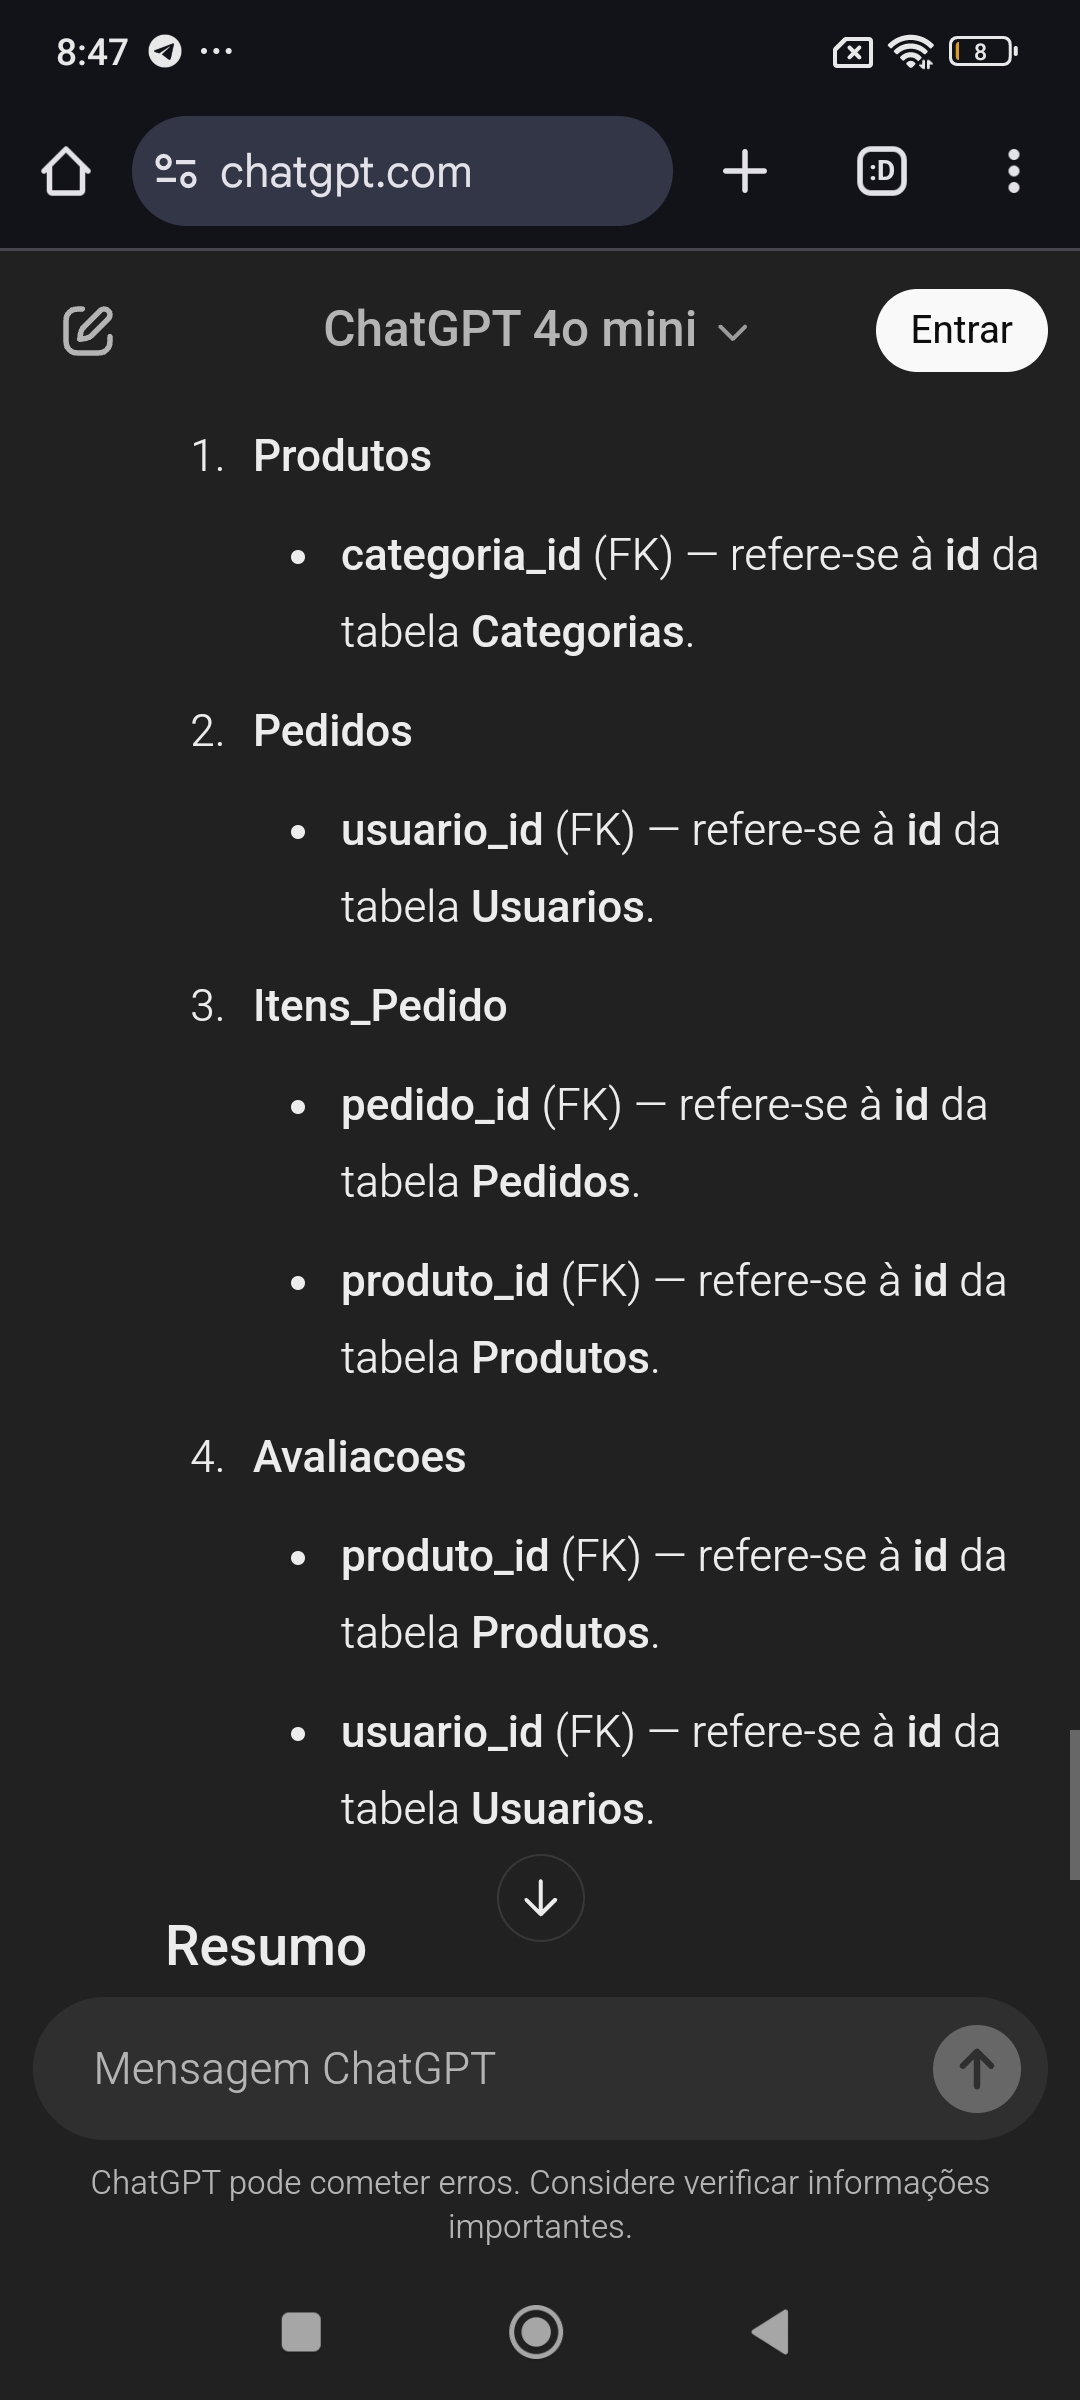 8:47
8
chatgpt.com
:D
ChatGPT 4o mini
Entrar
1. Produtos
• categoria_id (FK) — refere-se à id da
tabela Categorias.
2. Pedidos
• usuario_id (FK) — refere-se à id da
tabela Usuarios.
3. Itens_Pedido
• pedido_id (FK) — refere-se à id da
tabela Pedidos.
• produto_id (FK) — refere-se à id da
tabela Produtos.
4. Avaliacoes
• produto_id (FK) — refere-se à id da
tabela Produtos.
• usuario_id (FK) — refere-se à id da
tabela Usuarios.
Resumo
Mensagem ChatGPT
ChatGPT pode cometer erros. Considere verificar informações
importantes.